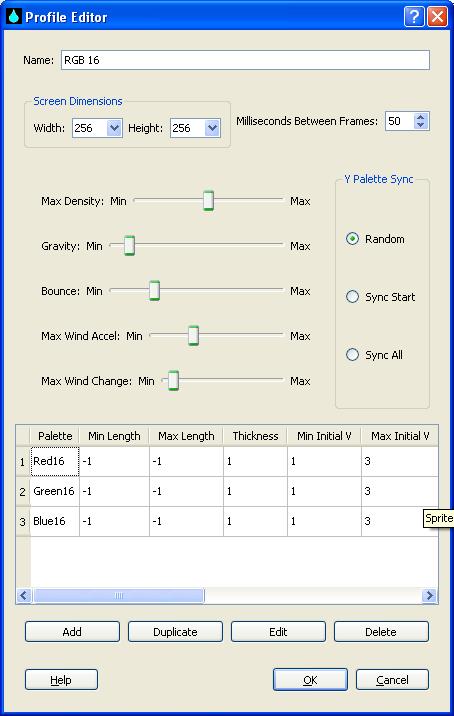 Profile Editor
Name: RGB 16
Screen Dimensions
Width: 256 Height: 256
Milliseconds Between Frames: 50
Y Palette Sync
Max Density: Min Max
Gravity: Min Max
Random
Bounce: Min Max
Sync Start
Max Wind Accel: Min Max
Sync All
Max Wind Change: Min Max
Palette Min Length Max Length Thickness Min Initial V Max Initial V
1 Red16 -1 -1 1 1 3
2 Green16 -1 -1 1 1 3
3 Blue16 -1 -1 1 1 3
Sprite
Add Duplicate Edit Delete
Help OK Cancel